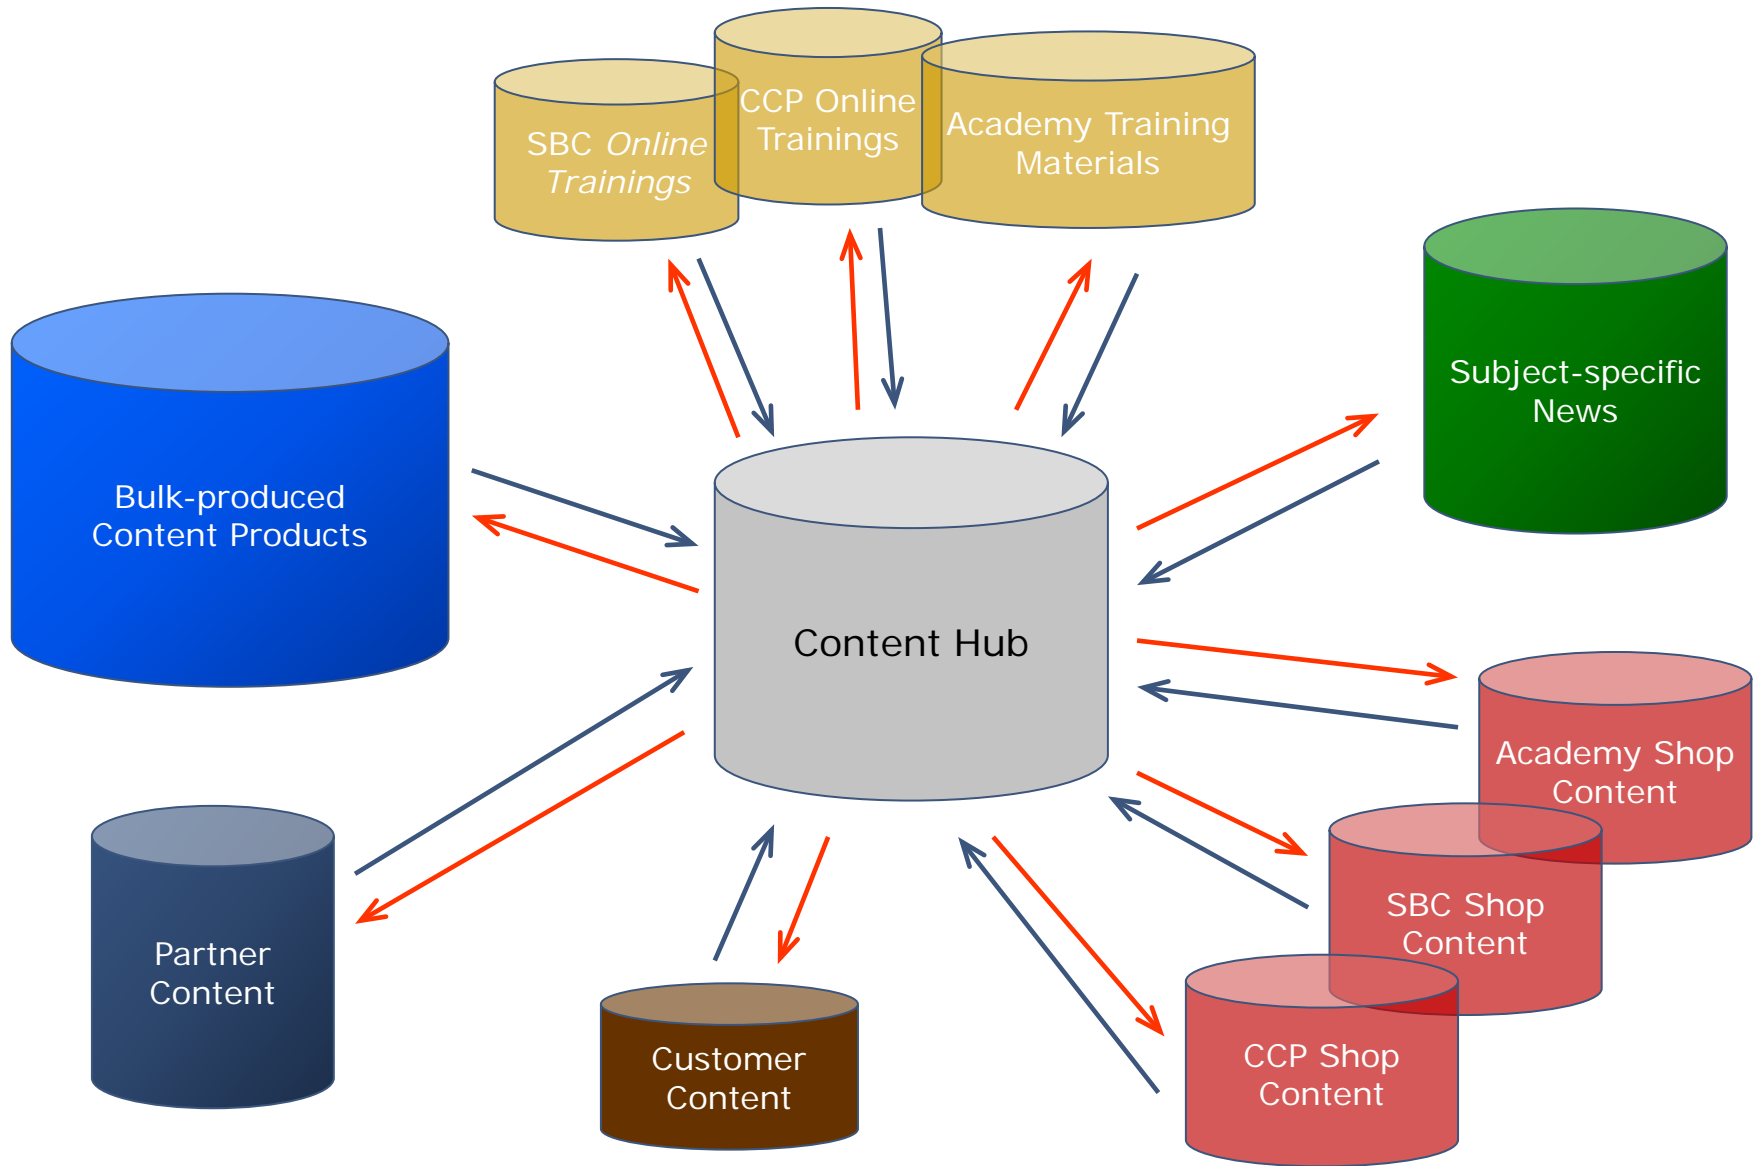 SBC Online
Trainings
CCP Online
Trainings
Academy Training
Materials
Subject-specific
News
Bulk-produced
Content Products
Content Hub
Academy Shop
Content
SBC Shop
Content
Partner
Content
Customer
Content
CCP Shop
Content